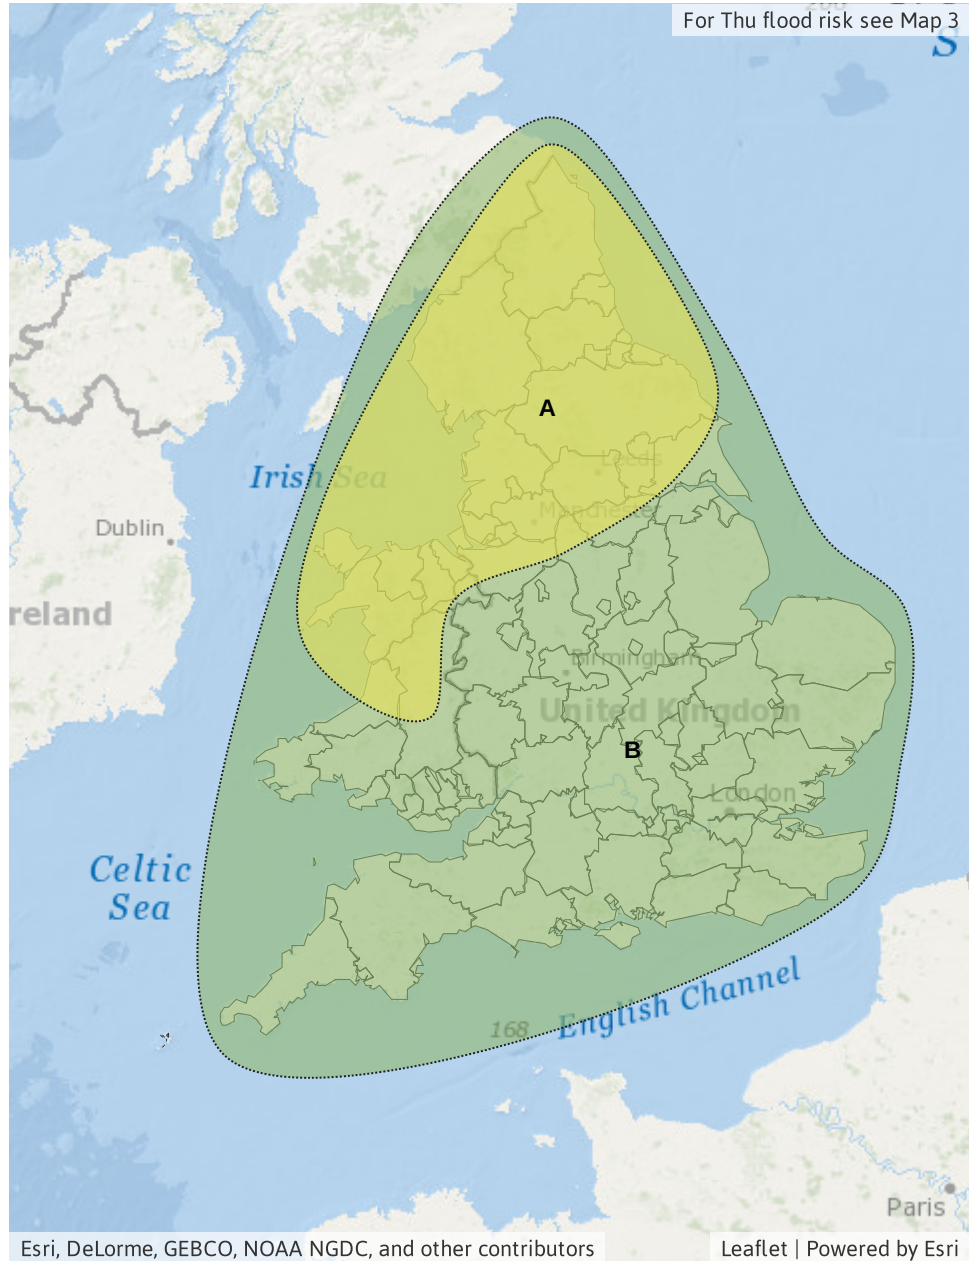 For Thu flood risk see Map 3
S
A
Leeds
Irish Sea
Manchester
Dublin
reland
Birmingham
United Kingdom
B
London
Celtic
Sea
English Channel
168
Paris
Esri, DeLorme, GEBCO, NOAA NGDC, and other contributors
Leaflet | Powered by Esri